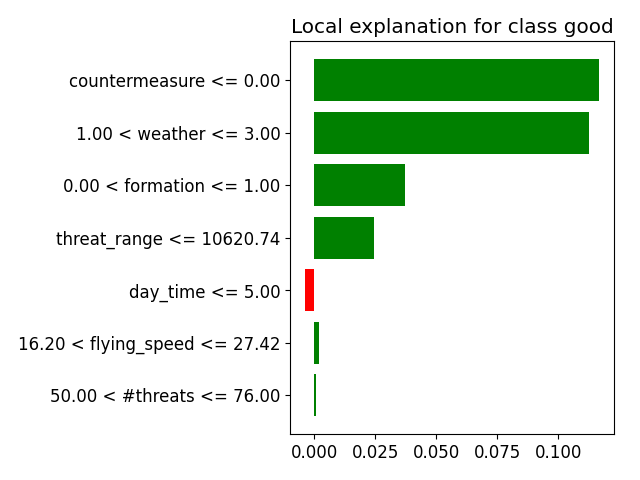 Local explanation for class good
countermeasure <= 0.00
1.00 < weather <= 3.00
0.00 < formation <= 1.00
threat_range <= 10620.74
day_time <= 5.00
16.20 < flying_speed <= 27.42
50.00 < #threats <= 76.00
0.000 0.025 0.050 0.075 0.100